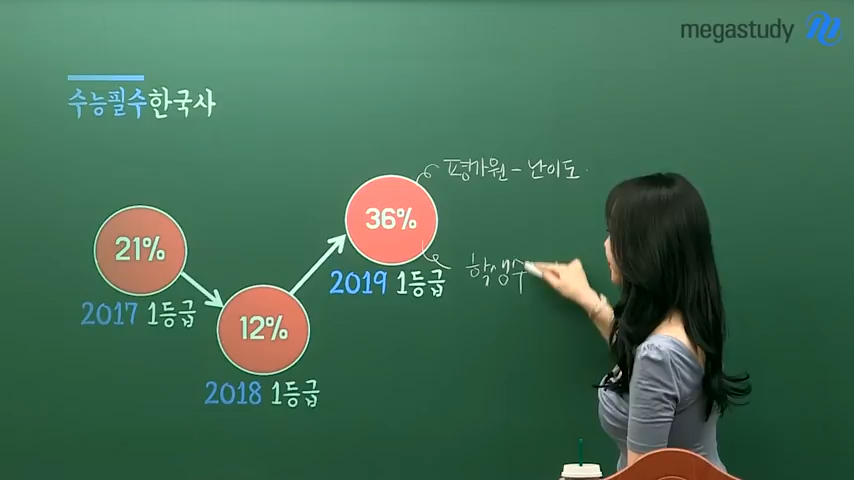 megastudy
수능필수한국사
21%
2017 1등급
12%
2018 1등급
36%
2019 1등급
평가원 - 난이도
학생수